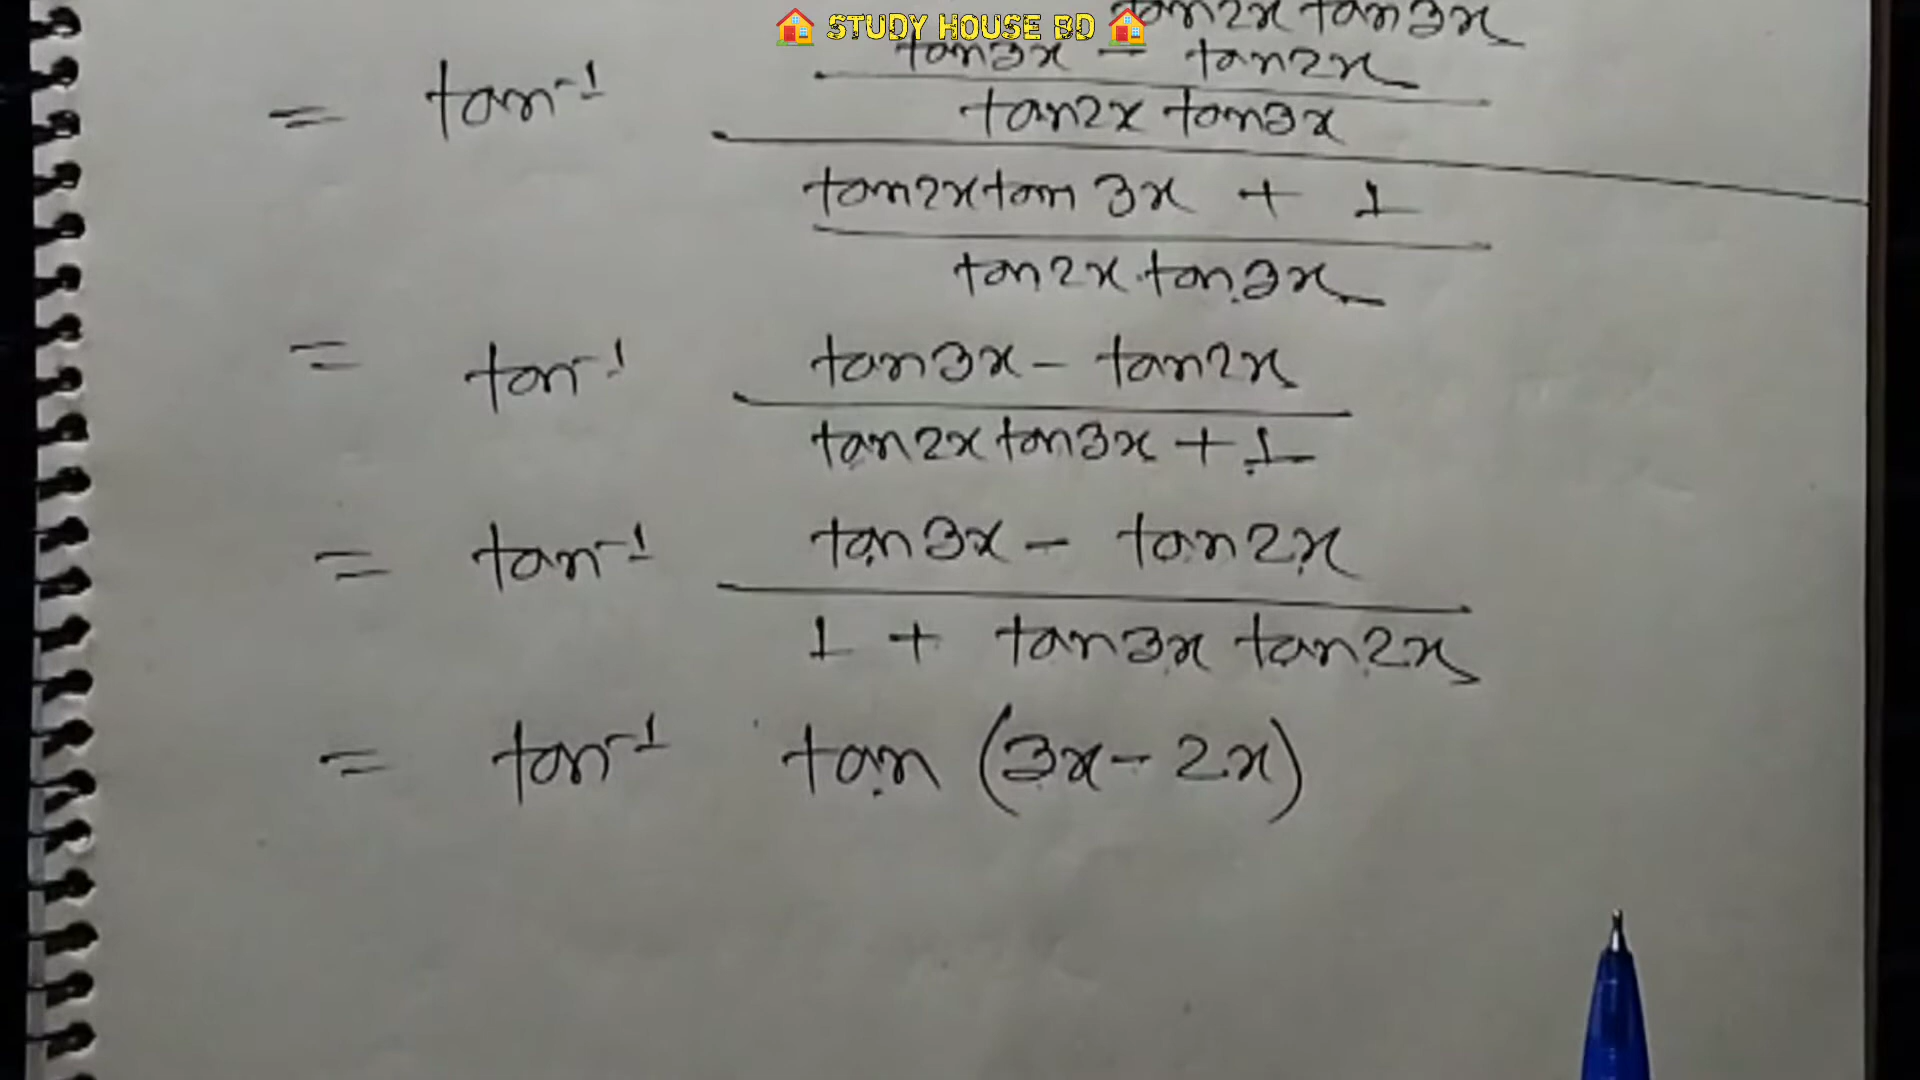 🏠 STUDY HOUSE BD 🏠
tan2x tan3x
= tan⁻¹ ((tan3x − tan2x) / (tan2x tan3x)) / ((tan2x tan3x + 1) / (tan2x·tan3x))
= tan⁻¹ (tan3x − tan2x) / (tan2x tan3x + 1)
= tan⁻¹ (tan3x − tan2x) / (1 + tan3x tan2x)
= tan⁻¹ tan (3x − 2x)